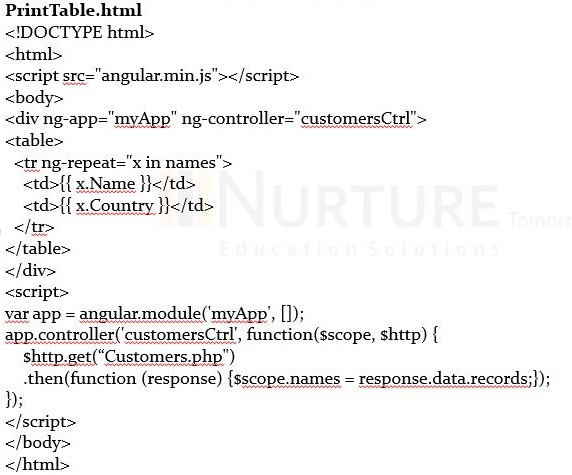 PrintTable.html
<!DOCTYPE html>
<html>
<script src="angular.min.js"></script>
<body>
<div ng-app="myApp" ng-controller="customersCtrl">
<table>
<tr ng-repeat="x in names">
<td>{{ x.Name }}</td>
<td>{{ x.Country }}</td>
</tr>
</table>
</div>
<script>
var app = angular.module('myApp', []);
app.controller('customersCtrl', function($scope, $http) {
$http.get(“Customers.php")
.then(function (response) {$scope.names = response.data.records;});
});
</script>
</body>
</html>
NURTURE
Education Solutions